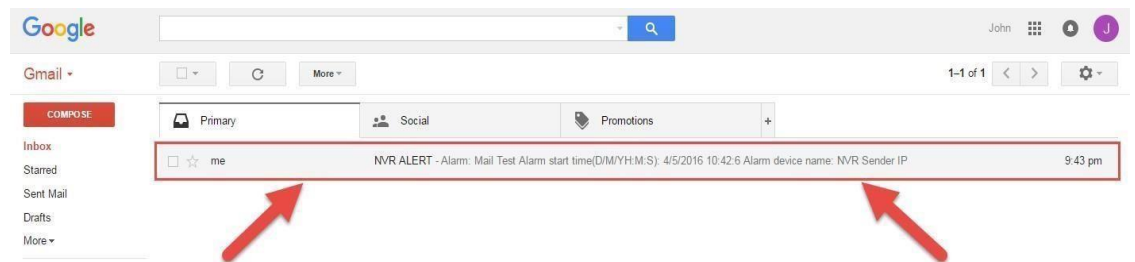 Google
John
J
Gmail
More
1–1 of 1
COMPOSE
Primary
Social
Promotions
+
Inbox
me
NVR ALERT - Alarm: Mail Test Alarm start time(D/M/YH:M:S): 4/5/2016 10:42:6 Alarm device name: NVR Sender IP
9:43 pm
Starred
Sent Mail
Drafts
More